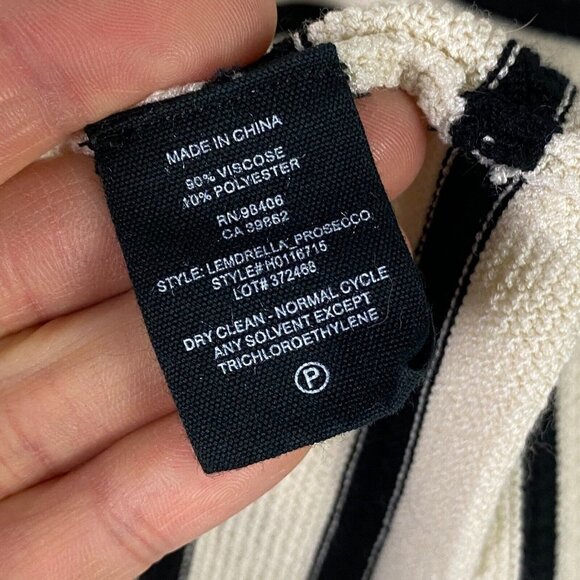 MADE IN CHINA
90% VISCOSE
10% POLYESTER
RN 98406
CA 39862
STYLE: LEMDRELLA_PROSECCO
STYLE# H0116715
LOT# 372468
DRY CLEAN - NORMAL CYCLE
ANY SOLVENT EXCEPT
TRICHLOROETHYLENE
P